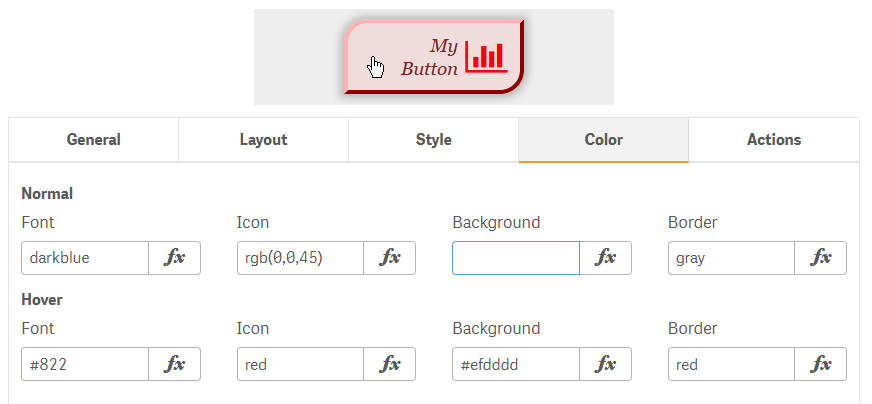 My
Button
General Layout Style Color Actions
Normal
Font Icon Background Border
darkblue fx rgb(0,0,45) fx fx gray fx
Hover
Font Icon Background Border
#822 fx red fx #efdddd fx red fx